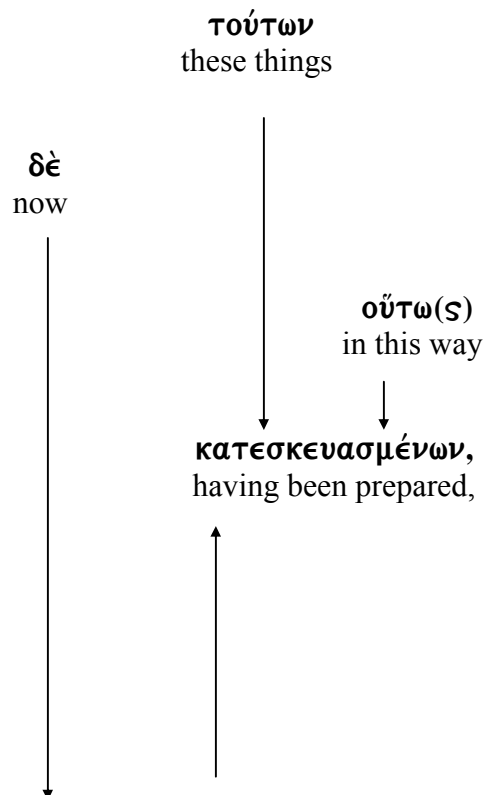 τούτων
these things
δὲ
now
οὕτω(ς)
in this way
κατεσκευασμένων,
having been prepared,